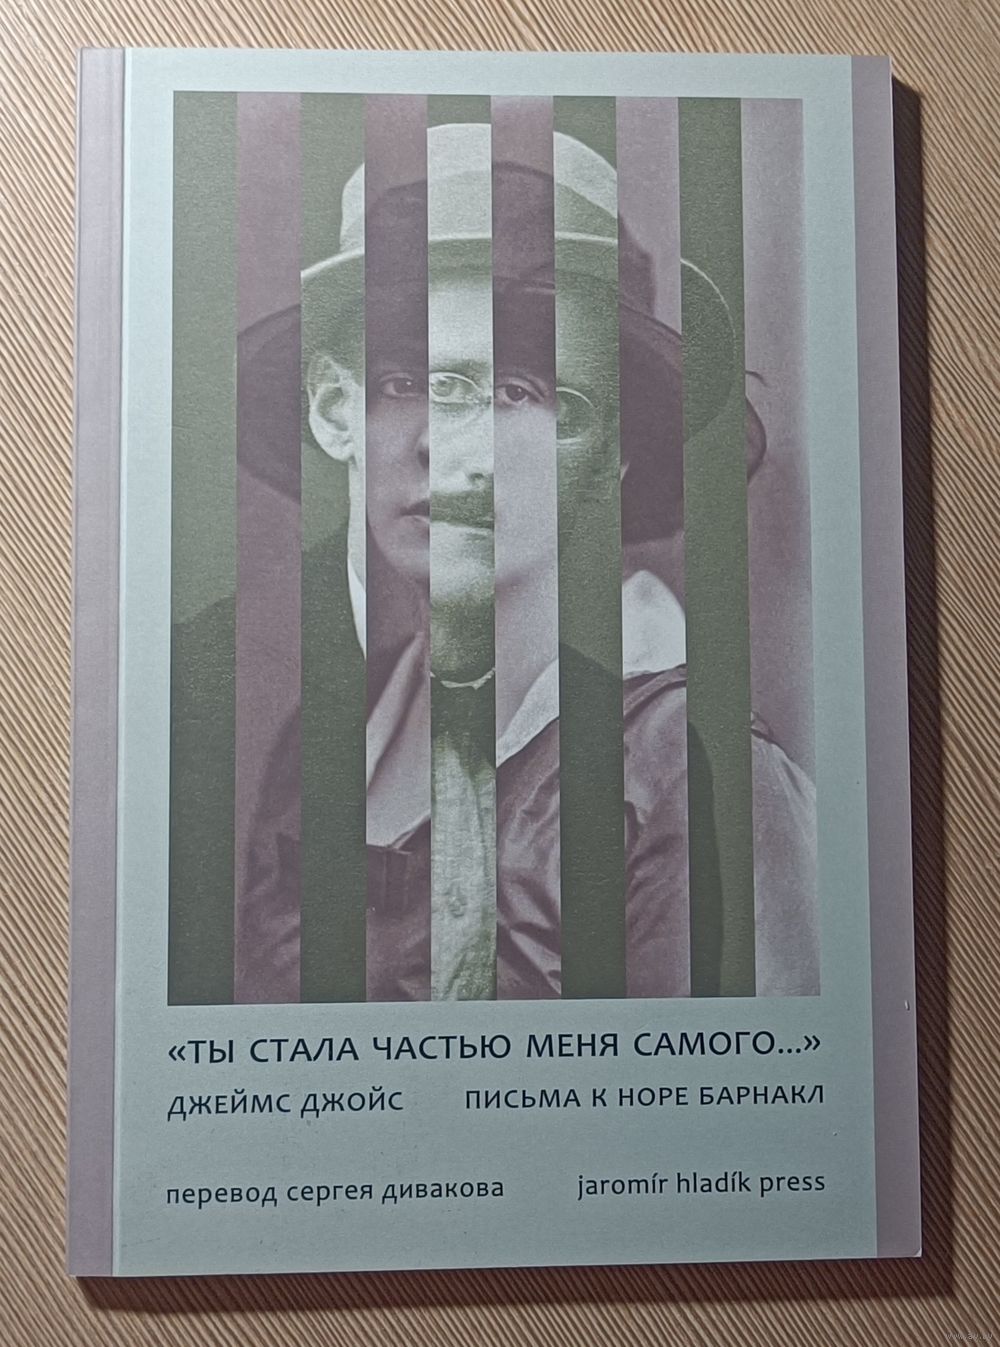 «ТЫ СТАЛА ЧАСТЬЮ МЕНЯ САМОГО...»
ДЖЕЙМС ДЖОЙС ПИСЬМА К НОРЕ БАРНАКЛ
перевод сергея дивакова jaromír hladík press